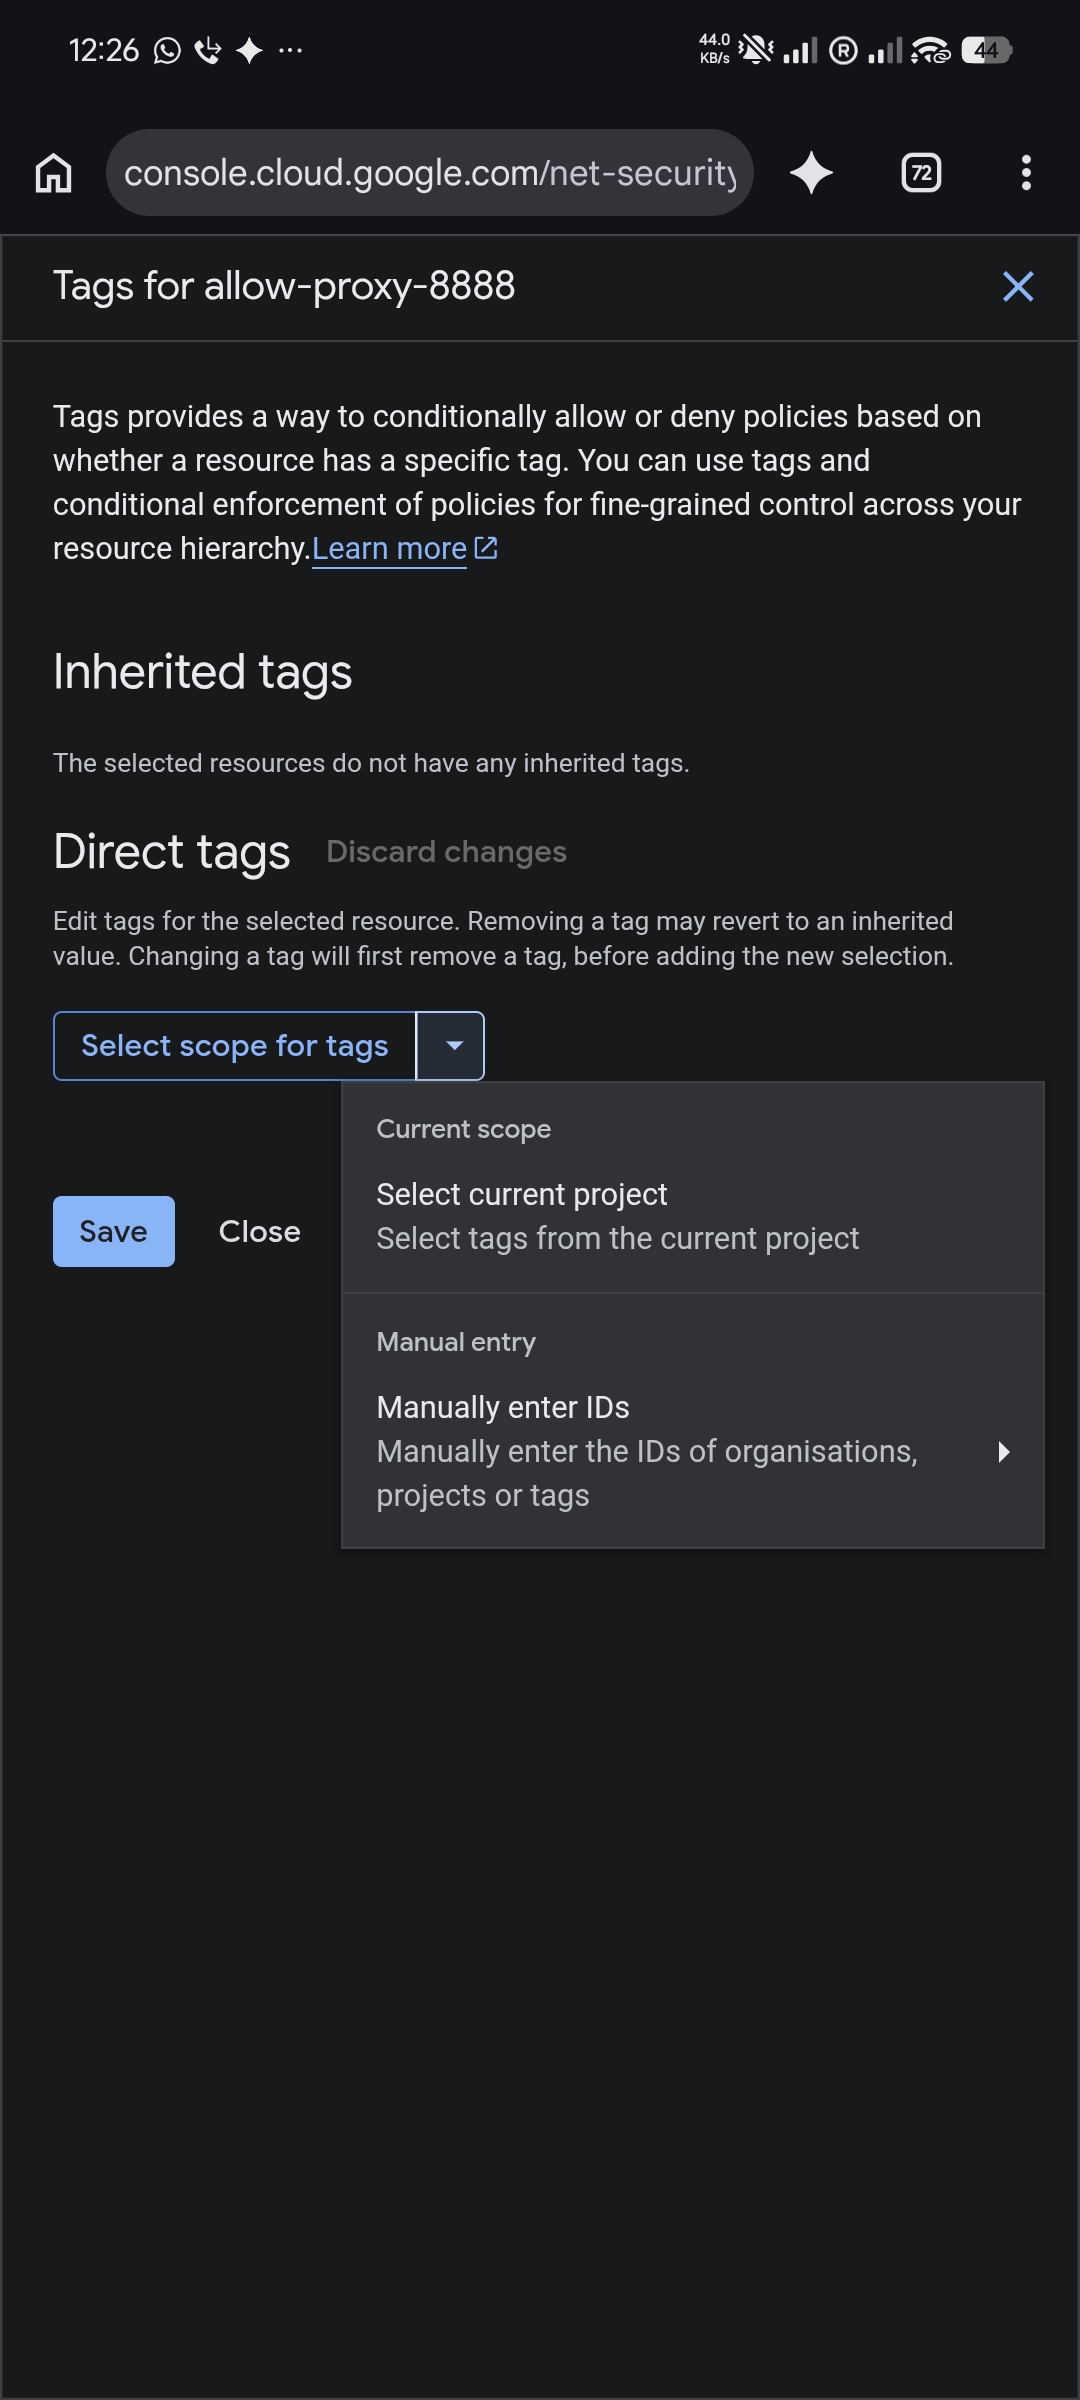 12:26
44.0
KB/s
R
44
console.cloud.google.com/net-security
72
Tags for allow-proxy-8888
Tags provides a way to conditionally allow or deny policies based on
whether a resource has a specific tag. You can use tags and
conditional enforcement of policies for fine-grained control across your
resource hierarchy.Learn more
Inherited tags
The selected resources do not have any inherited tags.
Direct tags Discard changes
Edit tags for the selected resource. Removing a tag may revert to an inherited
value. Changing a tag will first remove a tag, before adding the new selection.
Select scope for tags
Current scope
Select current project
Select tags from the current project
Save Close
Manual entry
Manually enter IDs
Manually enter the IDs of organisations,
projects or tags